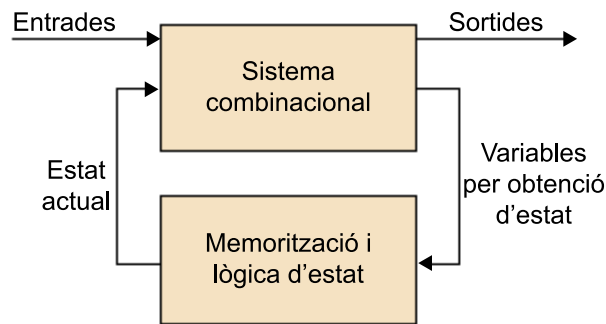 Entrades
Sortides
Sistema
combinacional
Estat
actual
Variables
per obtenció
d'estat
Memorització i
lògica d'estat